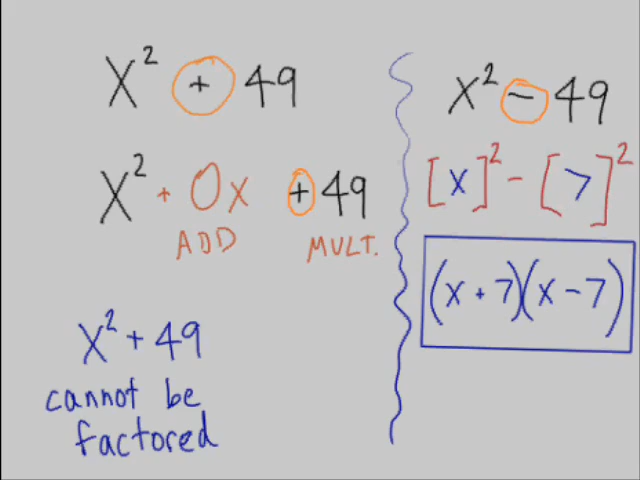 x² + 49
x² + 0x + 49
ADD MULT.
x² + 49
cannot be
factored
x² − 49
[x]² − [7]²
(x + 7)(x − 7)